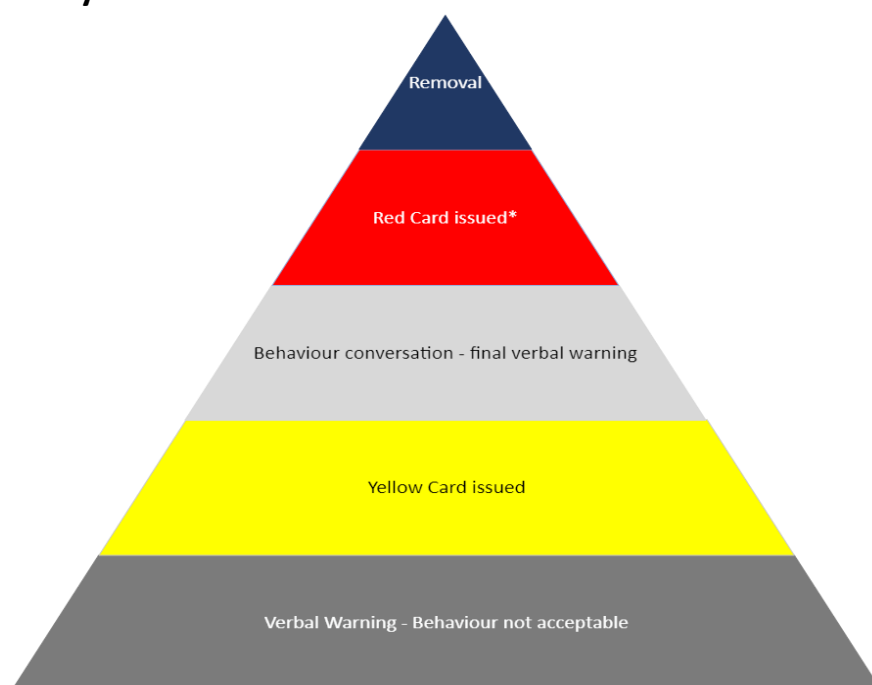 Removal
Red Card issued*
Behaviour conversation - final verbal warning
Yellow Card issued
Verbal Warning - Behaviour not acceptable